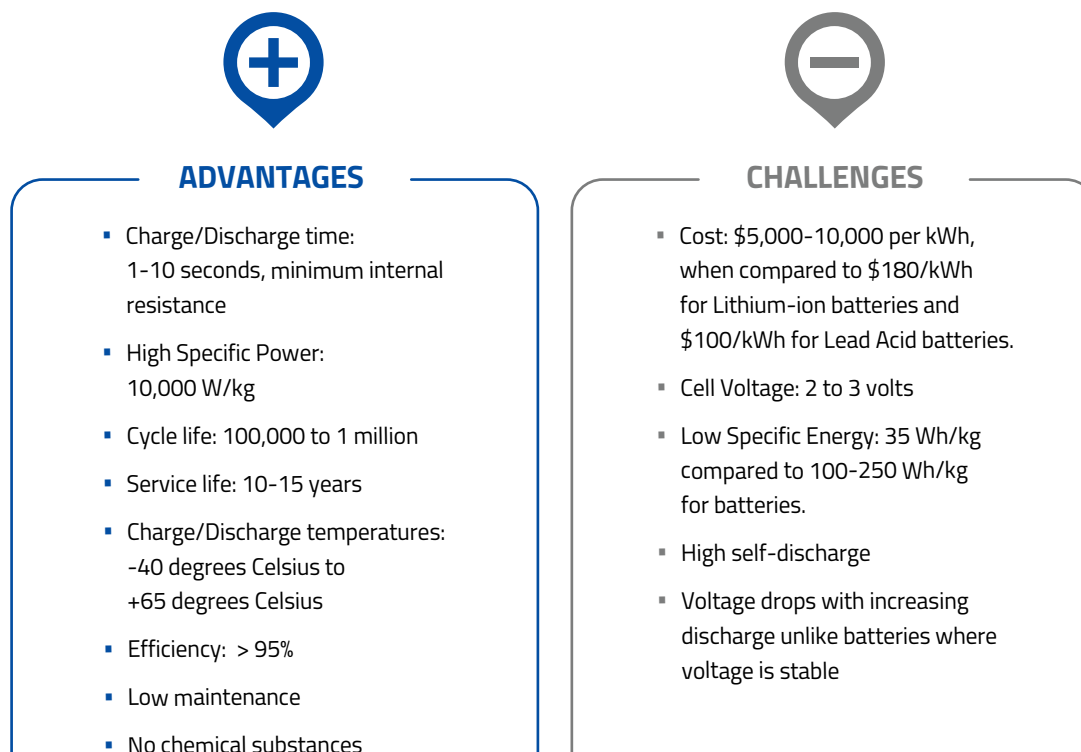 ADVANTAGES
▪ Charge/Discharge time:
1-10 seconds, minimum internal
resistance
▪ High Specific Power:
10,000 W/kg
▪ Cycle life: 100,000 to 1 million
▪ Service life: 10-15 years
▪ Charge/Discharge temperatures:
-40 degrees Celsius to
+65 degrees Celsius
▪ Efficiency: > 95%
▪ Low maintenance
▪ No chemical substances
CHALLENGES
▪ Cost: $5,000-10,000 per kWh,
when compared to $180/kWh
for Lithium-ion batteries and
$100/kWh for Lead Acid batteries.
▪ Cell Voltage: 2 to 3 volts
▪ Low Specific Energy: 35 Wh/kg
compared to 100-250 Wh/kg
for batteries.
▪ High self-discharge
▪ Voltage drops with increasing
discharge unlike batteries where
voltage is stable